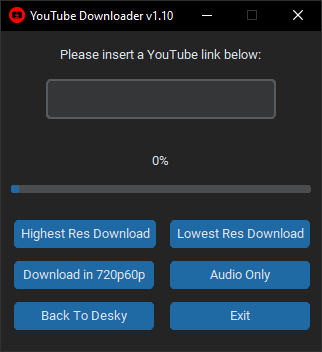 YouTube Downloader v1.10
Please insert a YouTube link below:
0%
Highest Res Download
Lowest Res Download
Download in 720p60p
Audio Only
Back To Desky
Exit